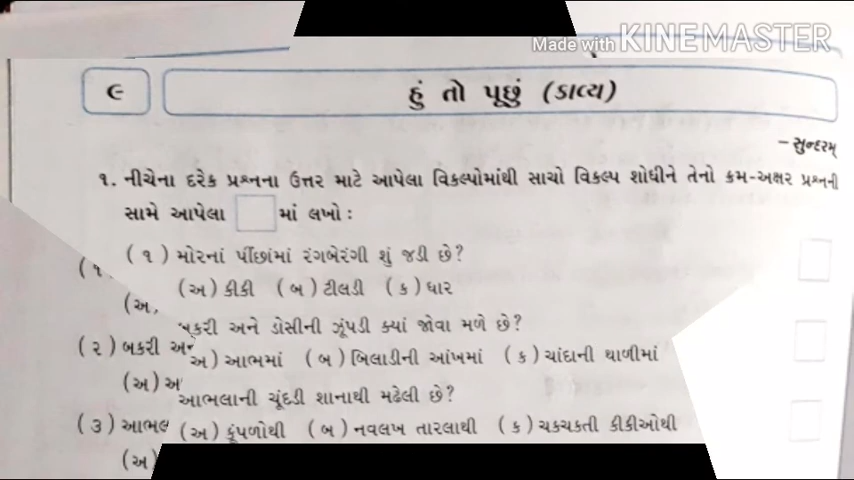 Made with KINEMASTER
૯
હું તો પૂછું (કાવ્ય)
– સુન્દરમ્
૧. નીચેના દરેક પ્રશ્નના ઉત્તર માટે આપેલા વિકલ્પોમાંથી સાચો વિકલ્પ શોધીને તેનો ક્રમ-અક્ષર પ્રશ્નની
સામે આપેલા માં લખો :
(૧) મોરનાં પીંછાંમાં રંગબેરંગી શું જડી છે?
(અ) કીકી (બ) ટીલડી (ક) ધાર
બકરી અને ડોસીની ઝૂંપડી ક્યાં જોવા મળે છે?
(૨) બકરી અને
અ) આભમાં (બ) બિલાડીની આંખમાં (ક) ચાંદાની થાળીમાં
(અ) અ
આભલાની ચૂંદડી શાનાથી મઢેલી છે?
(૩) આભલ
(અ) કૂંપળોથી (બ) નવલખ તારલાથી (ક) ચકચકતી કીકીઓથી
(અ)